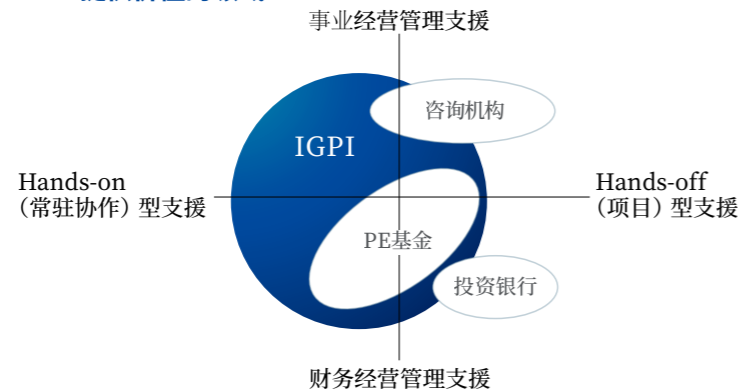 事业经营管理支援
咨询机构
IGPI
Hands-on
（常驻协作）型支援
Hands-off
（项目）型支援
PE基金
投资银行
财务经营管理支援